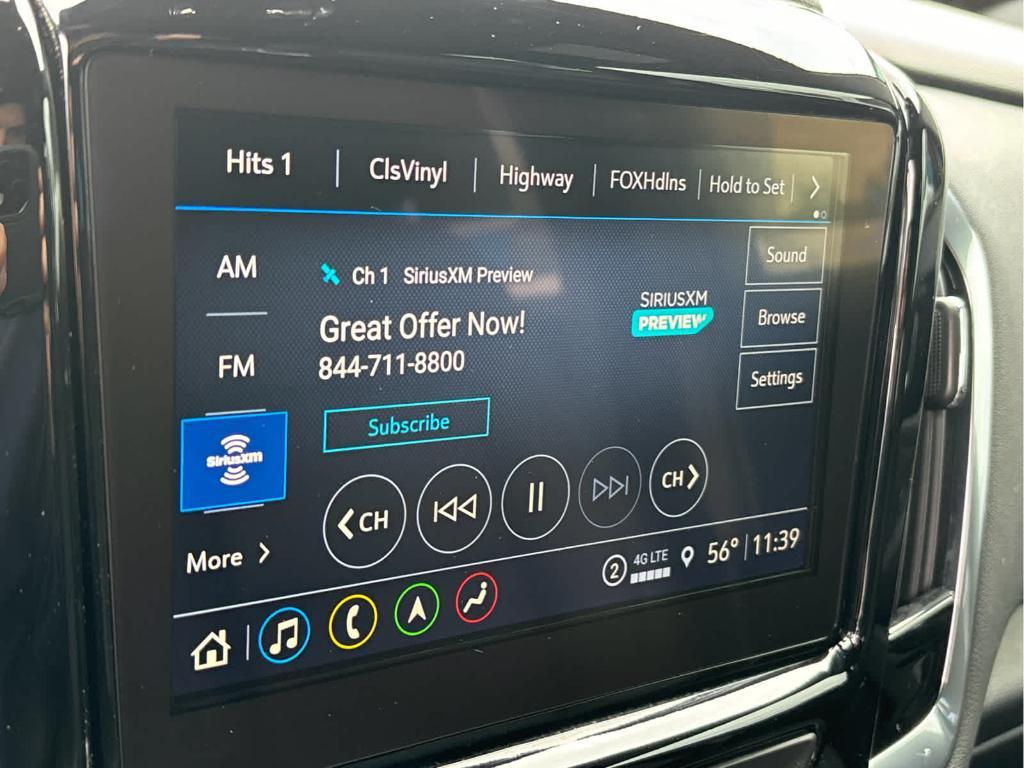 Hits 1 ClsVinyl Highway FOXHdlns Hold to Set
AM
FM
SiriusXm
More
Ch 1 SiriusXM Preview
Great Offer Now!
844-711-8800
Subscribe
SIRIUSXM
PREVIEW
Sound
Browse
Settings
CH
CH
2 4G LTE 56° 11:39